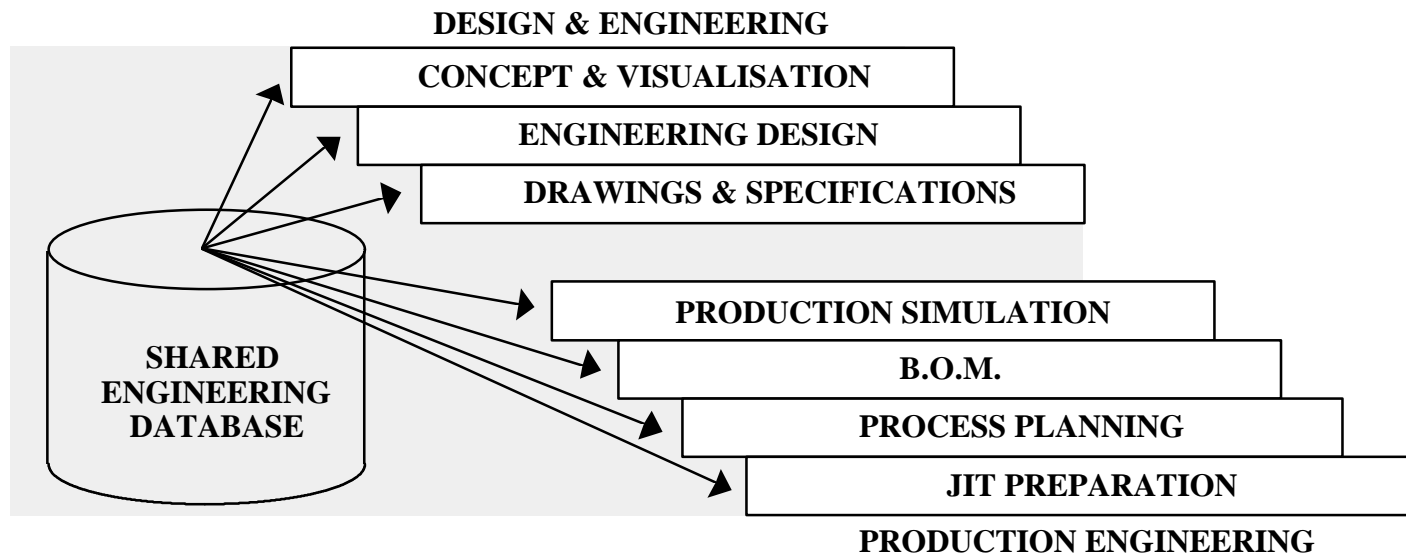 DESIGN & ENGINEERING
CONCEPT & VISUALISATION
ENGINEERING DESIGN
DRAWINGS & SPECIFICATIONS
SHARED
ENGINEERING
DATABASE
PRODUCTION SIMULATION
B.O.M.
PROCESS PLANNING
JIT PREPARATION
PRODUCTION ENGINEERING